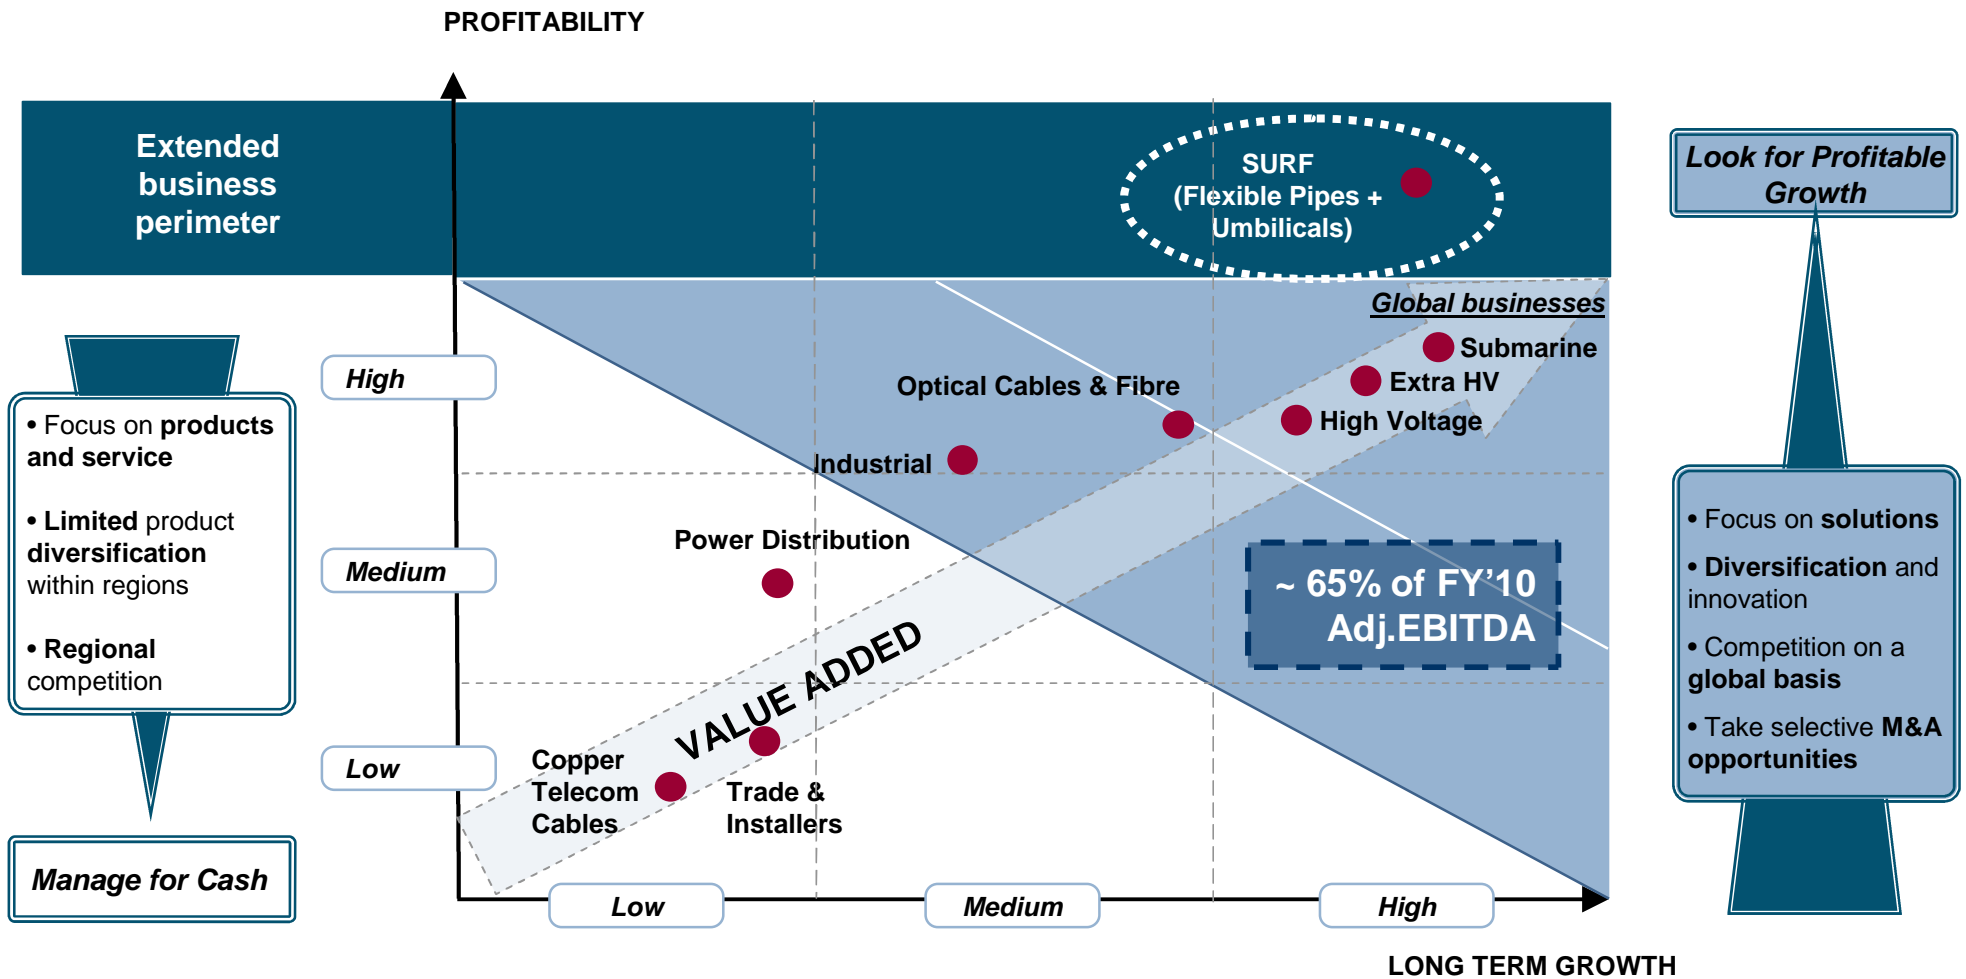 PROFITABILITY
Extended
business
perimeter
SURF
(Flexible Pipes +
Umbilicals)
Look for Profitable
Growth
Global businesses
Submarine
Extra HV
High Voltage
Optical Cables & Fibre
Industrial
Power Distribution
VALUE ADDED
Copper
Telecom
Cables
Trade &
Installers
~ 65% of FY'10
Adj.EBITDA
High
Medium
Low
• Focus on products
and service
• Limited product
diversification
within regions
• Regional
competition
Manage for Cash
• Focus on solutions
• Diversification and
innovation
• Competition on a
global basis
• Take selective M&A
opportunities
Low
Medium
High
LONG TERM GROWTH